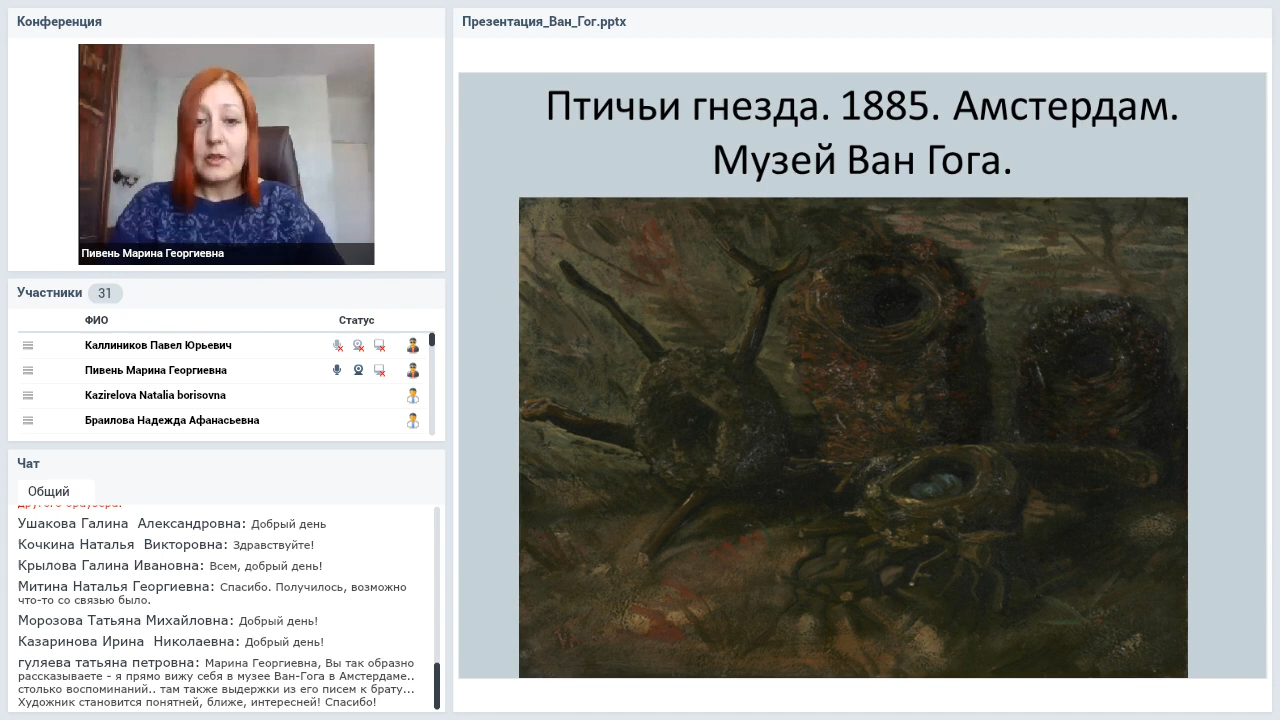 Конференция
Пивень Марина Георгиевна
Участники 31
ФИО Статус
Каллиников Павел Юрьевич
Пивень Марина Георгиевна
Kazirelova Natalia borisovna
Браилова Надежда Афанасьевна
Чат
Общий
другого браузера.
Ушакова Галина Александровна: Добрый день
Кочкина Наталья Викторовна: Здравствуйте!
Крылова Галина Ивановна: Всем, добрый день!
Митина Наталья Георгиевна: Спасибо. Получилось, возможно
что-то со связью было.
Морозова Татьяна Михайловна: Добрый день!
Казаринова Ирина Николаевна: Добрый день!
гуляева татьяна петровна: Марина Георгиевна, Вы так образно
рассказываете - я прямо вижу себя в музее Ван-Гога в Амстердаме..
столько воспоминаний.. там также выдержки из его писем к брату...
Художник становится понятней, ближе, интересней! Спасибо!
Презентация_Ван_Гог.pptx
Птичьи гнезда. 1885. Амстердам.
Музей Ван Гога.